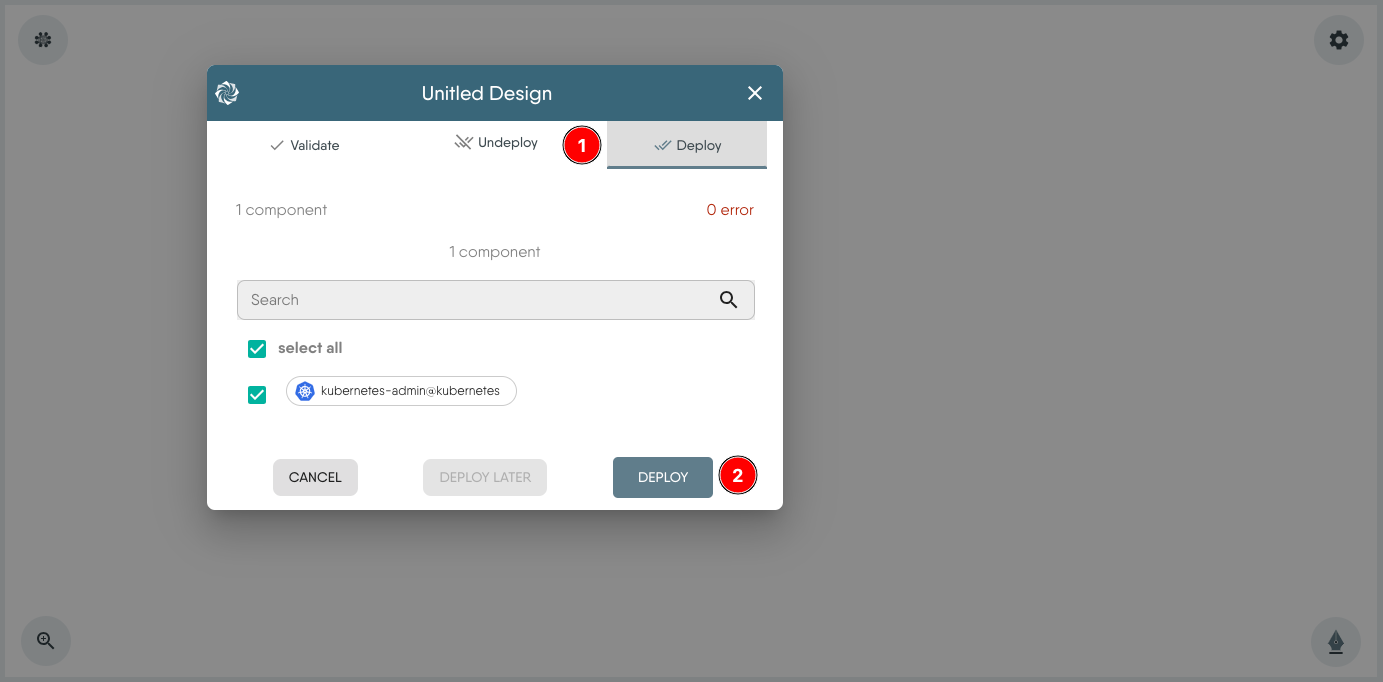 Unitled Design
Validate
Undeploy
1
Deploy
1 component
0 error
1 component
Search
select all
kubernetes-admin@kubernetes
CANCEL
DEPLOY LATER
DEPLOY
2